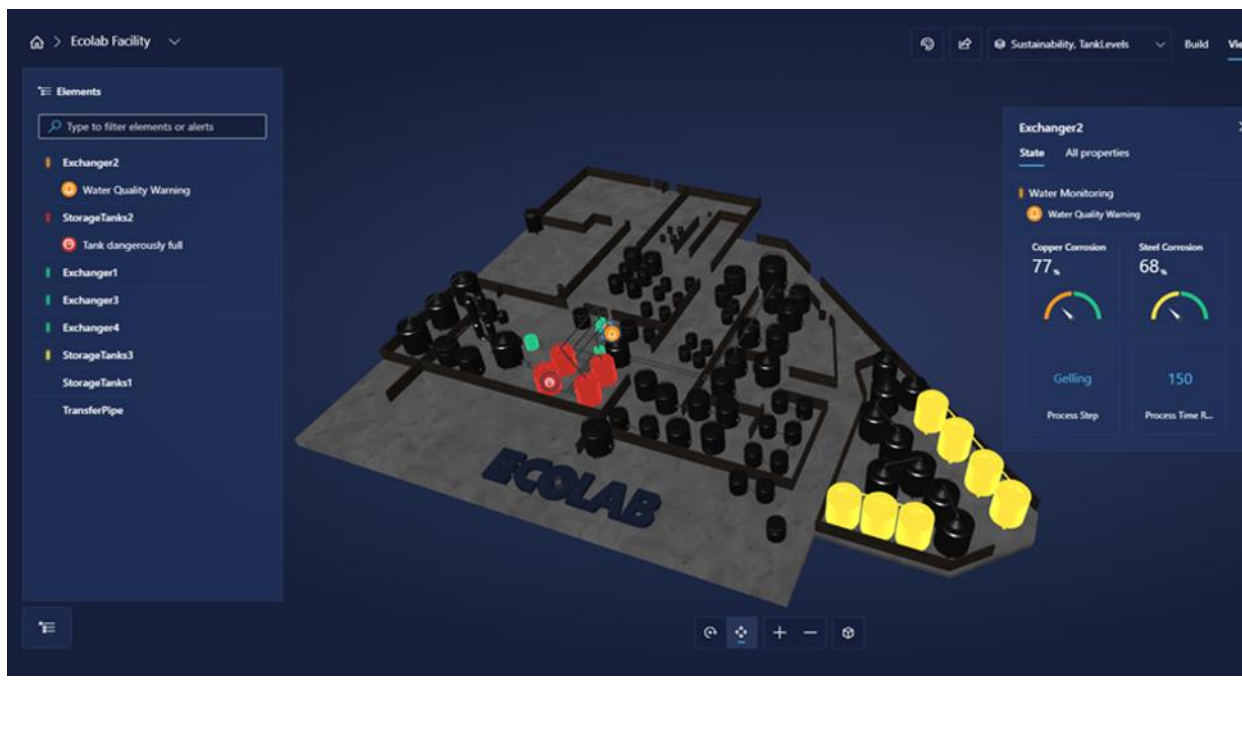 Ecolab Facility
Sustainability, TankLevels
Build
Elements
Type to filter elements or alerts
Exchanger2
Water Quality Warning
StorageTanks2
Tank dangerously full
Exchanger1
Exchanger3
Exchanger4
StorageTanks3
StorageTanks1
TransferPipe
ECOLAB
Exchanger2
State All properties
Water Monitoring
Water Quality Warning
Copper Corrosion Steel Corrosion
77% 68%
Gelling 150
Process Step Process Time R...